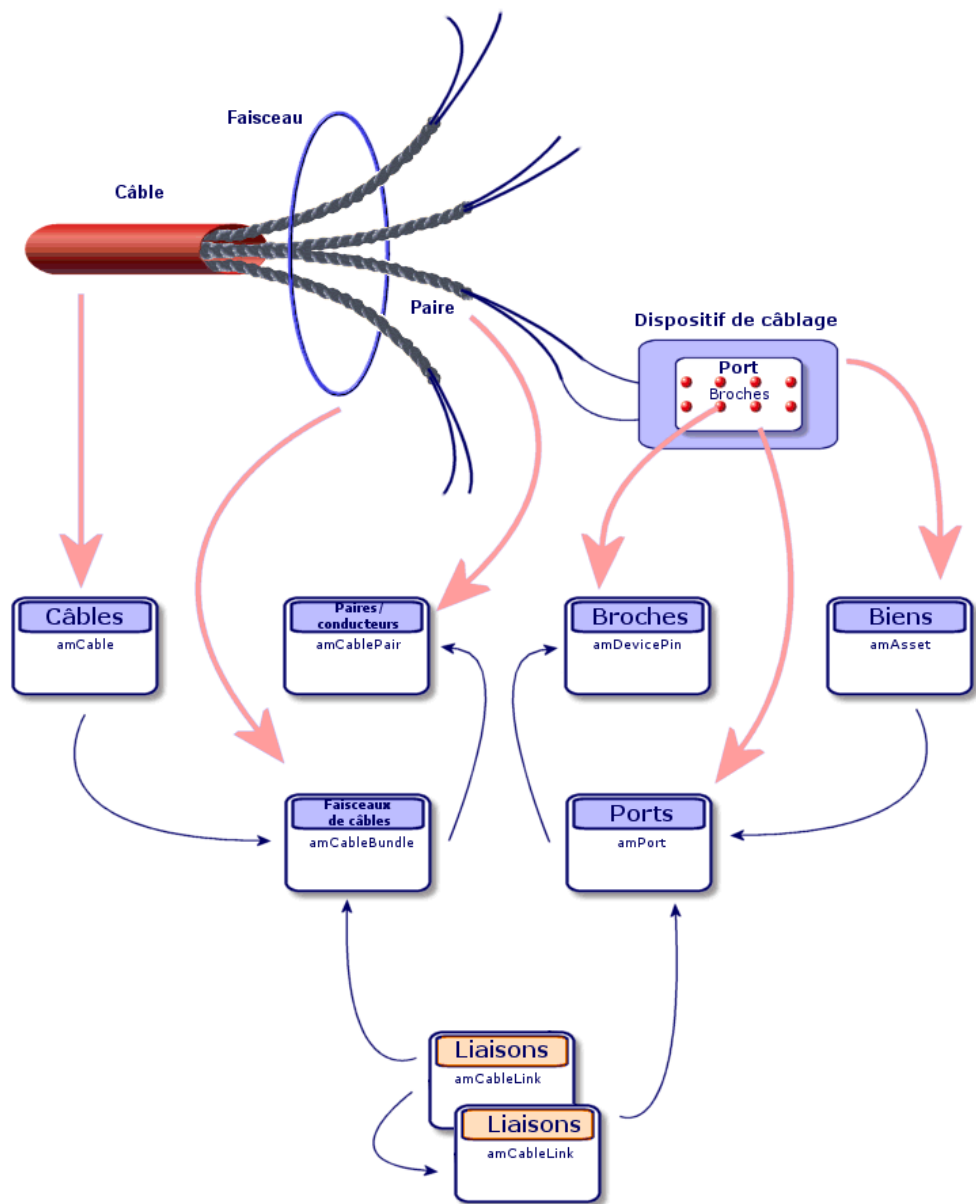 Faisceau
Câble
Paire
Dispositif de câblage
Port
Broches
Câbles
amCable
Paires/
conducteurs
amCablePair
Broches
amDevicePin
Biens
amAsset
Faisceaux
de câbles
amCableBundle
Ports
amPort
Liaisons
amCableLink
Liaisons
amCableLink